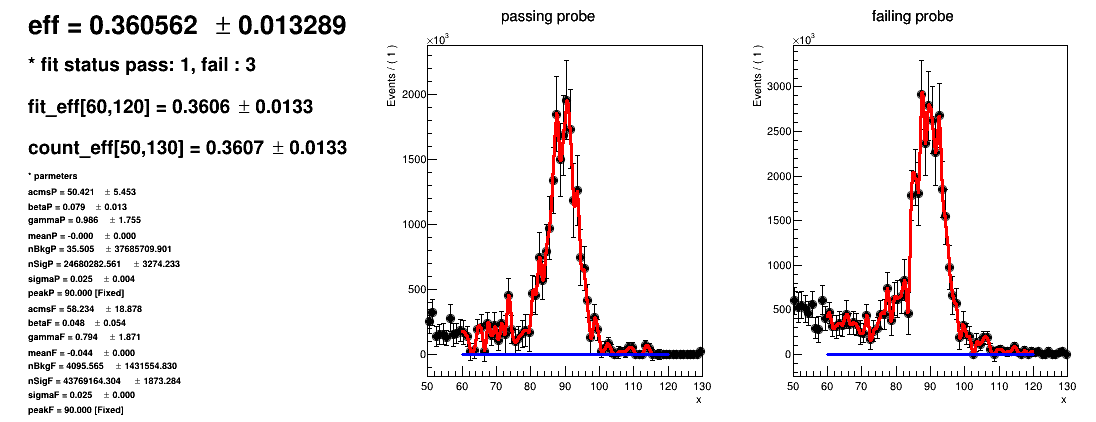 eff = 0.360562 ± 0.013289
* fit status pass: 1, fail : 3
fit_eff[60,120] = 0.3606 ± 0.0133
count_eff[50,130] = 0.3607 ± 0.0133
* parmeters
acmsP = 50.421 ± 5.453
betaP = 0.079 ± 0.013
gammaP = 0.986 ± 1.755
meanP = -0.000 ± 0.000
nBkgP = 35.505 ± 37685709.901
nSigP = 24680282.561 ± 3274.233
sigmaP = 0.025 ± 0.004
peakP = 90.000 [Fixed]
acmsF = 58.234 ± 18.878
betaF = 0.048 ± 0.054
gammaF = 0.794 ± 1.871
meanF = -0.044 ± 0.000
nBkgF = 4095.565 ± 1431554.830
nSigF = 43769164.304 ± 1873.284
sigmaF = 0.025 ± 0.000
peakF = 90.000 [Fixed]
passing probe
×10³
Events / ( 1 )
2000
1500
1000
500
0
50 60 70 80 90 100 110 120 130
x
failing probe
×10³
Events / ( 1 )
3000
2500
2000
1500
1000
500
0
50 60 70 80 90 100 110 120 130
x